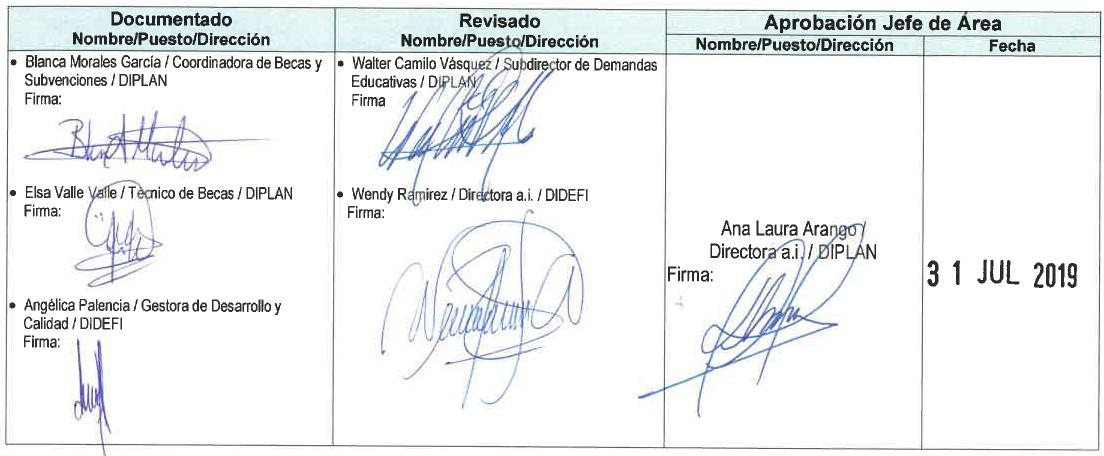 Documentado
Nombre/Puesto/Dirección
Revisado
Nombre/Puesto/Dirección
Aprobación Jefe de Área
Nombre/Puesto/Dirección
Fecha
• Blanca Morales García / Coordinadora de Becas y
Subvenciones / DIPLAN
Firma:
• Elsa Valle Valle / Técnico de Becas / DIPLAN
Firma:
• Angélica Palencia / Gestora de Desarrollo y
Calidad / DIDEFI
Firma:
• Walter Camilo Vásquez / Subdirector de Demandas
Educativas / DIPLAN
Firma
• Wendy Ramirez / Directora a.i. / DIDEFI
Firma:
Ana Laura Arango /
Directora a.i. / DIPLAN
Firma:
31 JUL 2019